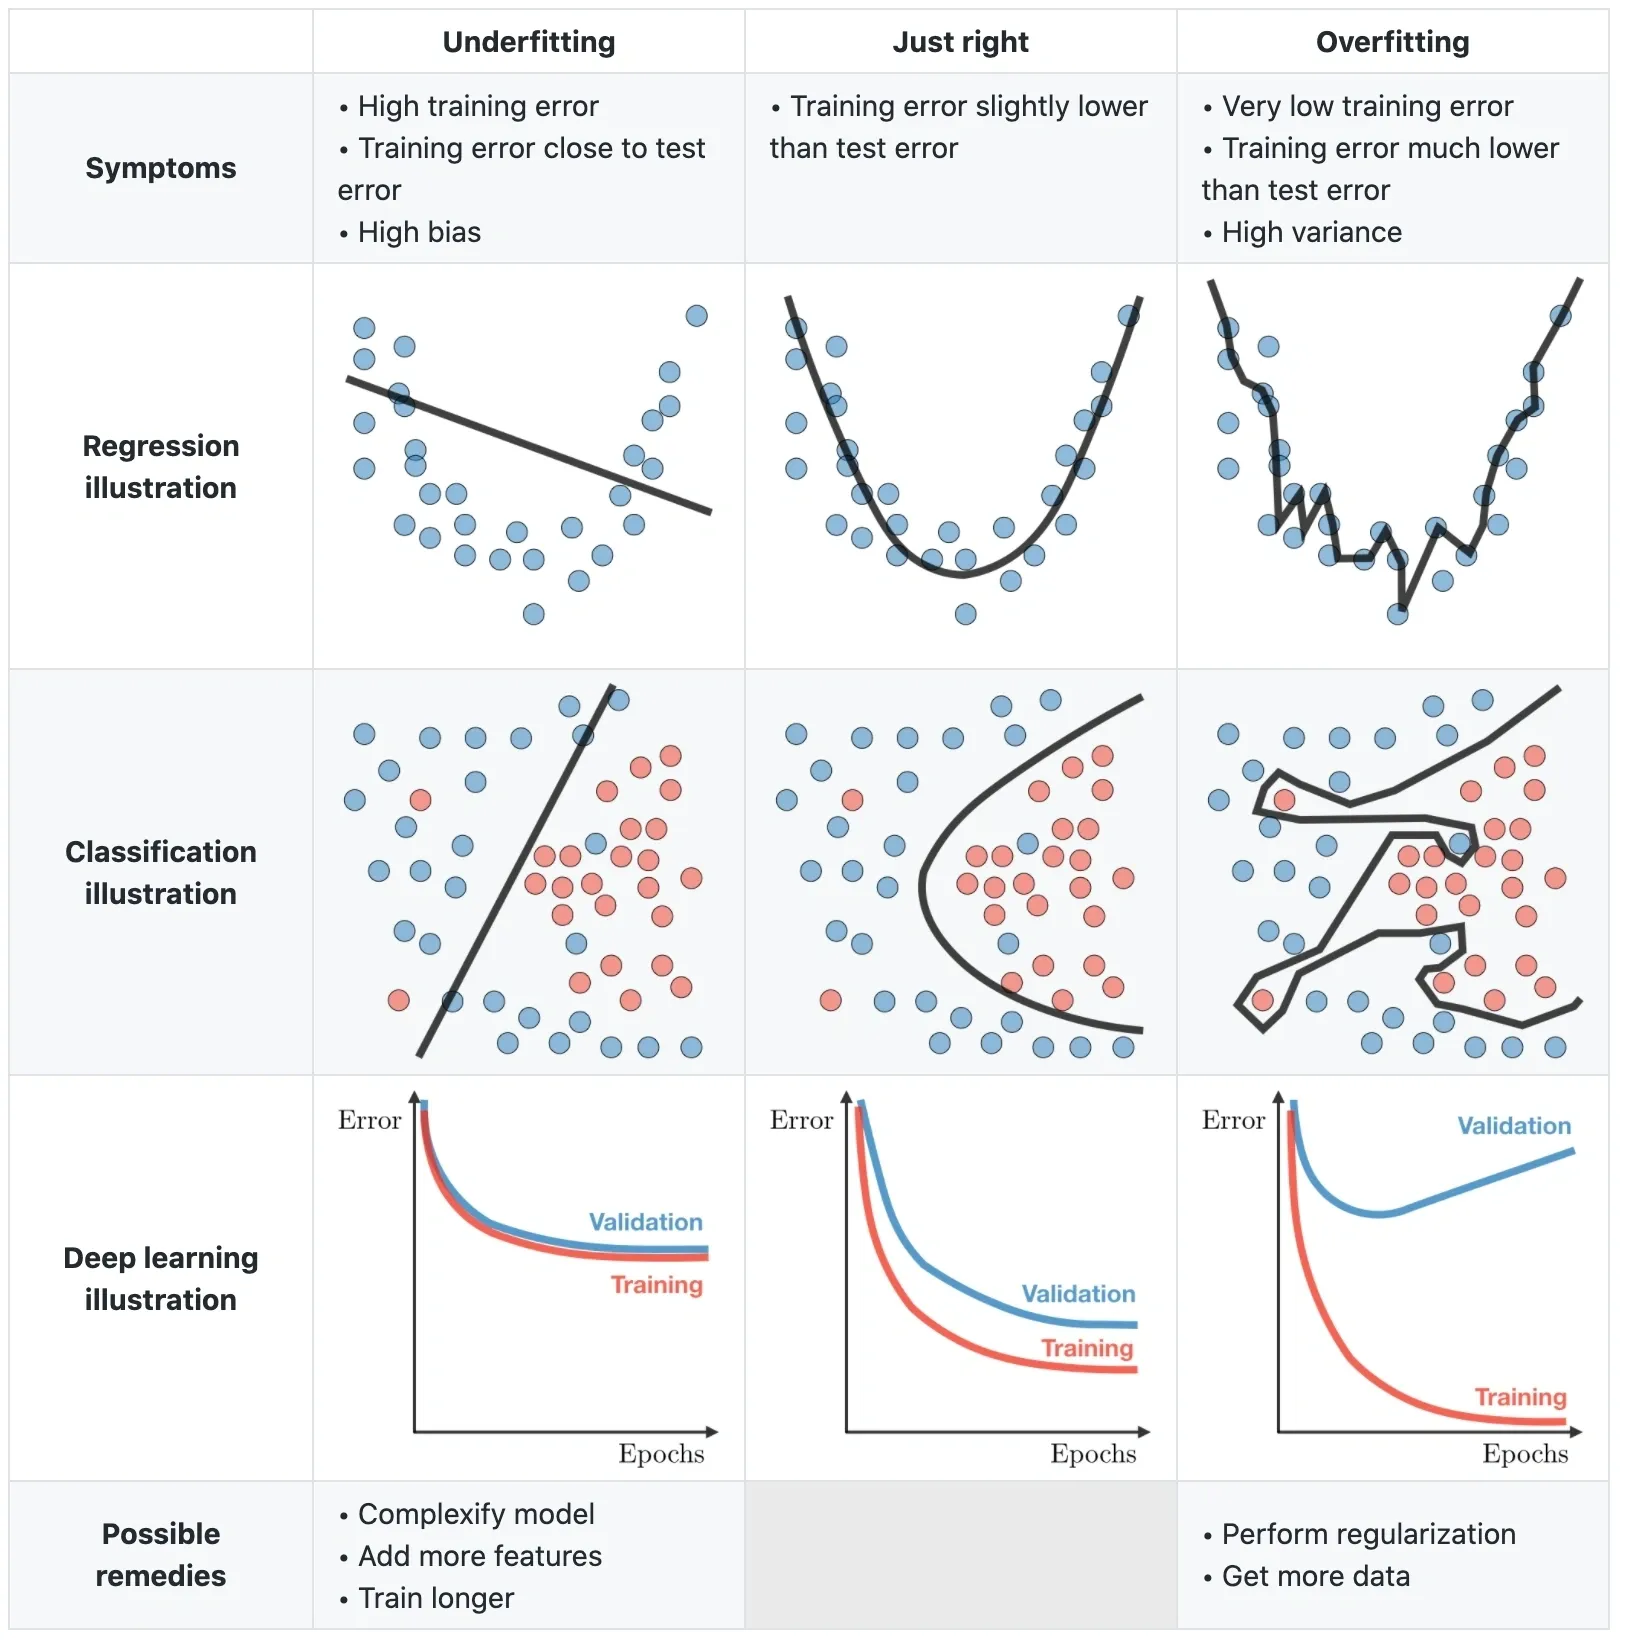 Underfitting
Just right
Overfitting
Symptoms
• High training error
• Training error close to test
error
• High bias
• Training error slightly lower
than test error
• Very low training error
• Training error much lower
than test error
• High variance
Regression
illustration
Classification
illustration
Deep learning
illustration
Error
Validation
Training
Epochs
Error
Validation
Training
Epochs
Error
Validation
Training
Epochs
Possible
remedies
• Complexify model
• Add more features
• Train longer
• Perform regularization
• Get more data